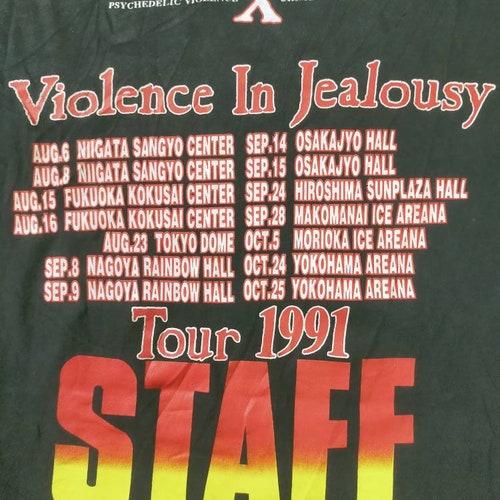 PSYCHEDELIC VIOLENCE
X
Violence In Jealousy
AUG.6 NIIGATA SANGYO CENTER
AUG.8 NIIGATA SANGYO CENTER
AUG.15 FUKUOKA KOKUSAI CENTER
AUG.16 FUKUOKA KOKUSAI CENTER
AUG.23 TOKYO DOME
SEP.8 NAGOYA RAINBOW HALL
SEP.9 NAGOYA RAINBOW HALL
SEP.14 OSAKAJYO HALL
SEP.15 OSAKAJYO HALL
SEP.24 HIROSHIMA SUNPLAZA HALL
SEP.28 MAKOMANAI ICE AREANA
OCT.5 MORIOKA ICE AREANA
OCT.24 YOKOHAMA AREANA
OCT.25 YOKOHAMA AREANA
Tour 1991
STAFF